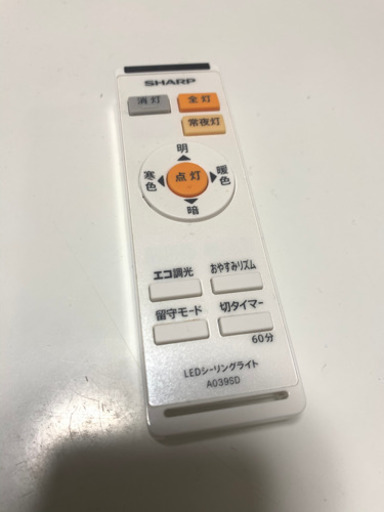 SHARP
消灯 全灯
常夜灯
明
寒色 点灯 暖色
暗
エコ調光 おやすみリズム
留守モード 切タイマー
60分
LEDシーリングライト
A039SD